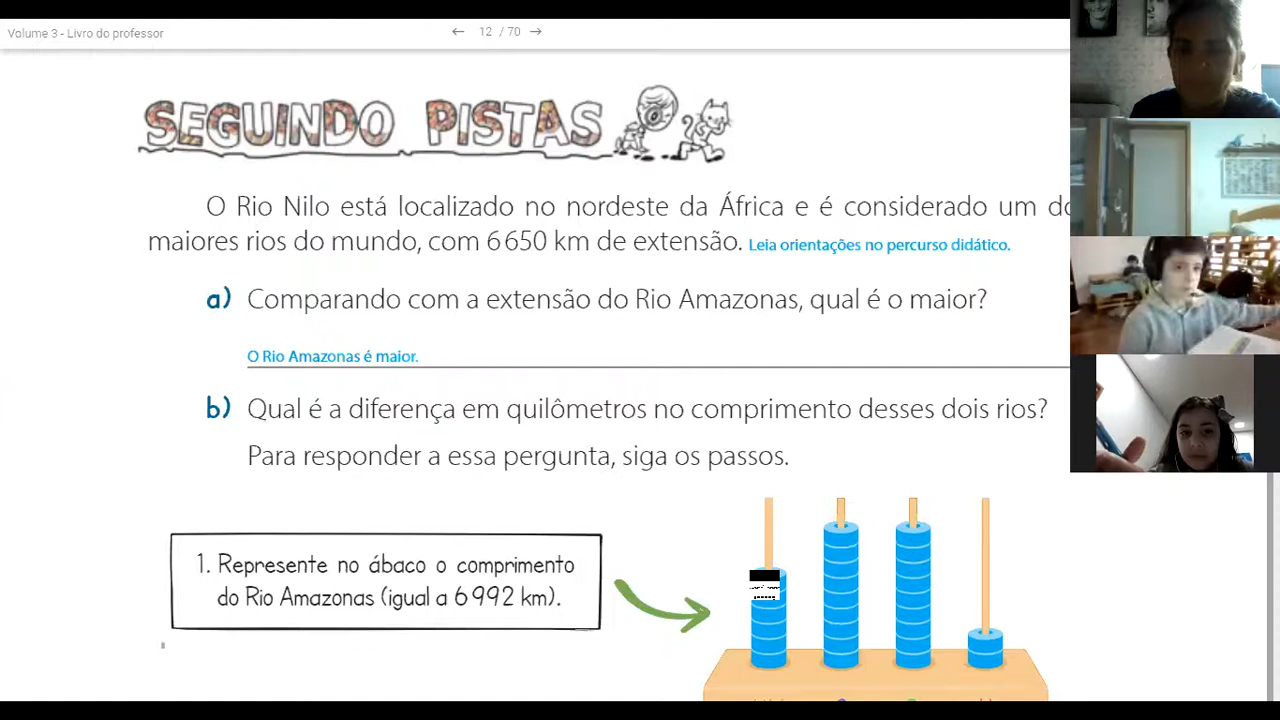 Volume 3 - Livro do professor
12 / 70
SEGUINDO PISTAS
O Rio Nilo está localizado no nordeste da África e é considerado um
maiores rios do mundo, com 6 650 km de extensão. Leia orientações no percurso didático.
a) Comparando com a extensão do Rio Amazonas, qual é o maior?
O Rio Amazonas é maior.
b) Qual é a diferença em quilômetros no comprimento desses dois rios?
Para responder a essa pergunta, siga os passos.
1. Represente no ábaco o comprimento
do Rio Amazonas (igual a 6 992 km).